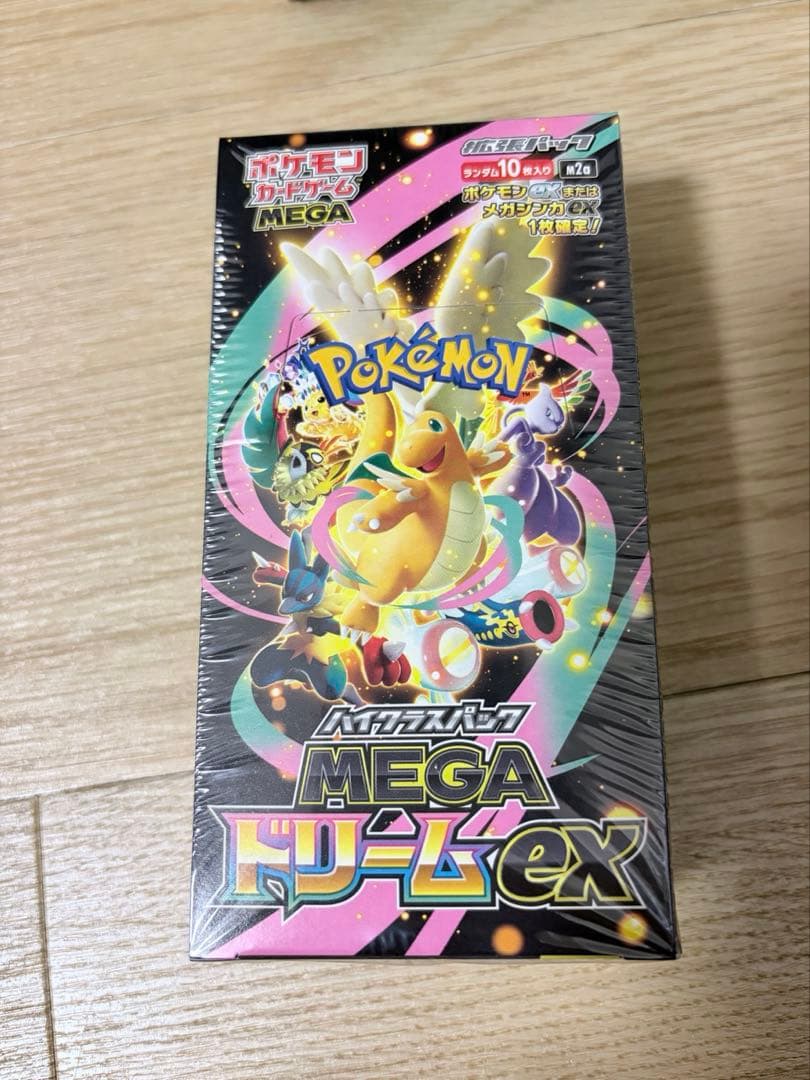 ポケモン
カードゲーム
MEGA
拡張パック
ランダム10枚入り M2a
ポケモンexまたは
メガシンカex
1枚確定!
POKéMON
TM
ハイクラスパック
MEGA
ドリームex